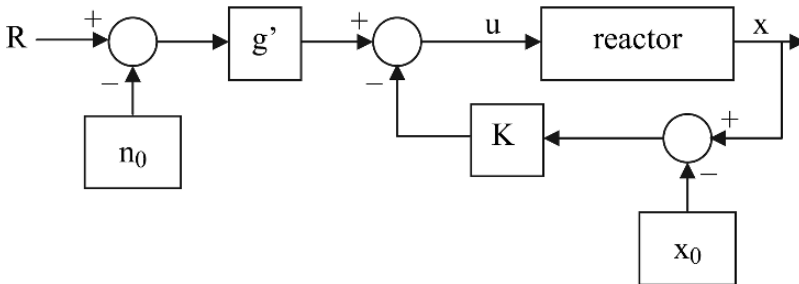 R
+
−
n₀
g’
+
−
u
reactor
x
K
+
−
x₀